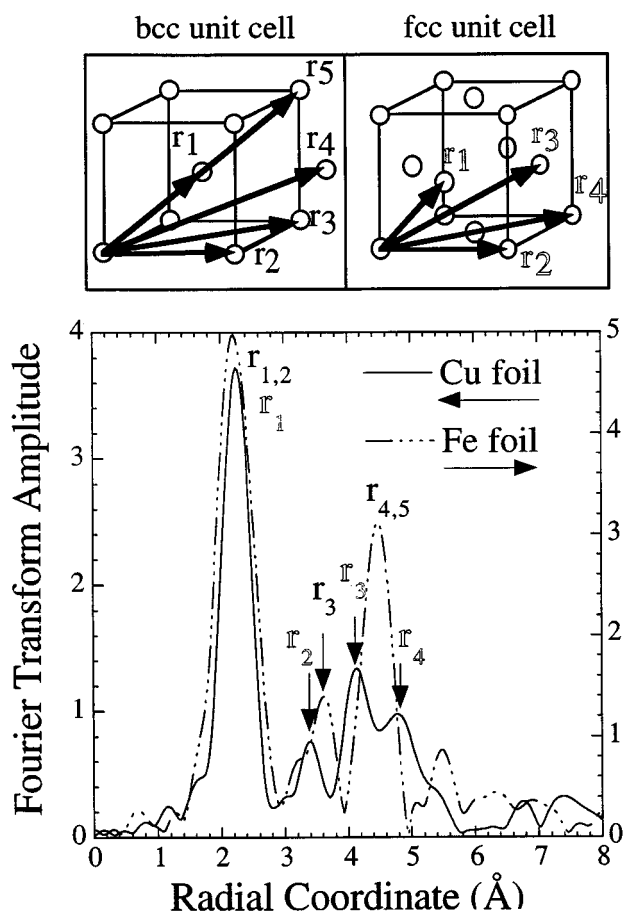 bcc unit cell
fcc unit cell
r5
r1
r4
r3
r2
r1
r3
r4
r2
4
3
2
1
0
5
4
3
2
1
0
r1,2
r1
Cu foil
Fe foil
r4,5
r3
r3
r2
r4
Fourier Transform Amplitude
0 1 2 3 4 5 6 7 8
Radial Coordinate (Å)